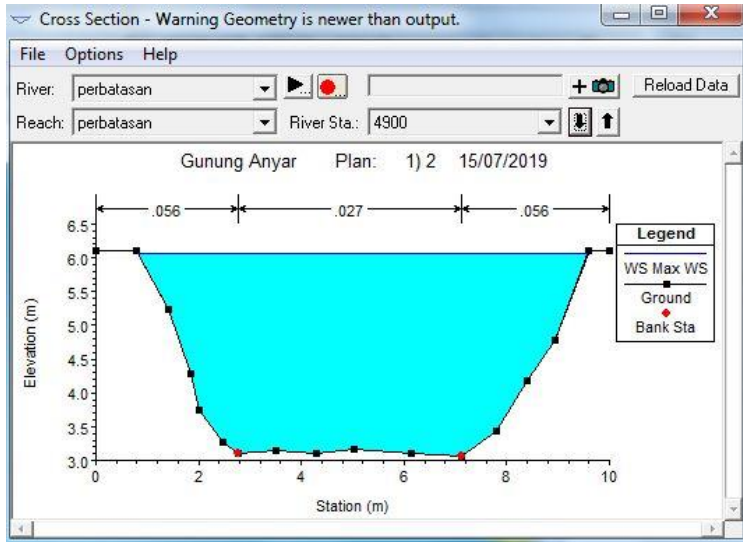 Cross Section - Warning Geometry is newer than output.
File Options Help
River: perbatasan Reload Data
Reach: perbatasan River Sta.: 4900
Gunung Anyar Plan: 1) 2 15/07/2019
.056 .027 .056
Legend
WS Max WS
Ground
Bank Sta
6.5
6.0
5.5
5.0
4.5
4.0
3.5
3.0
Elevation (m)
0 2 4 6 8 10
Station (m)